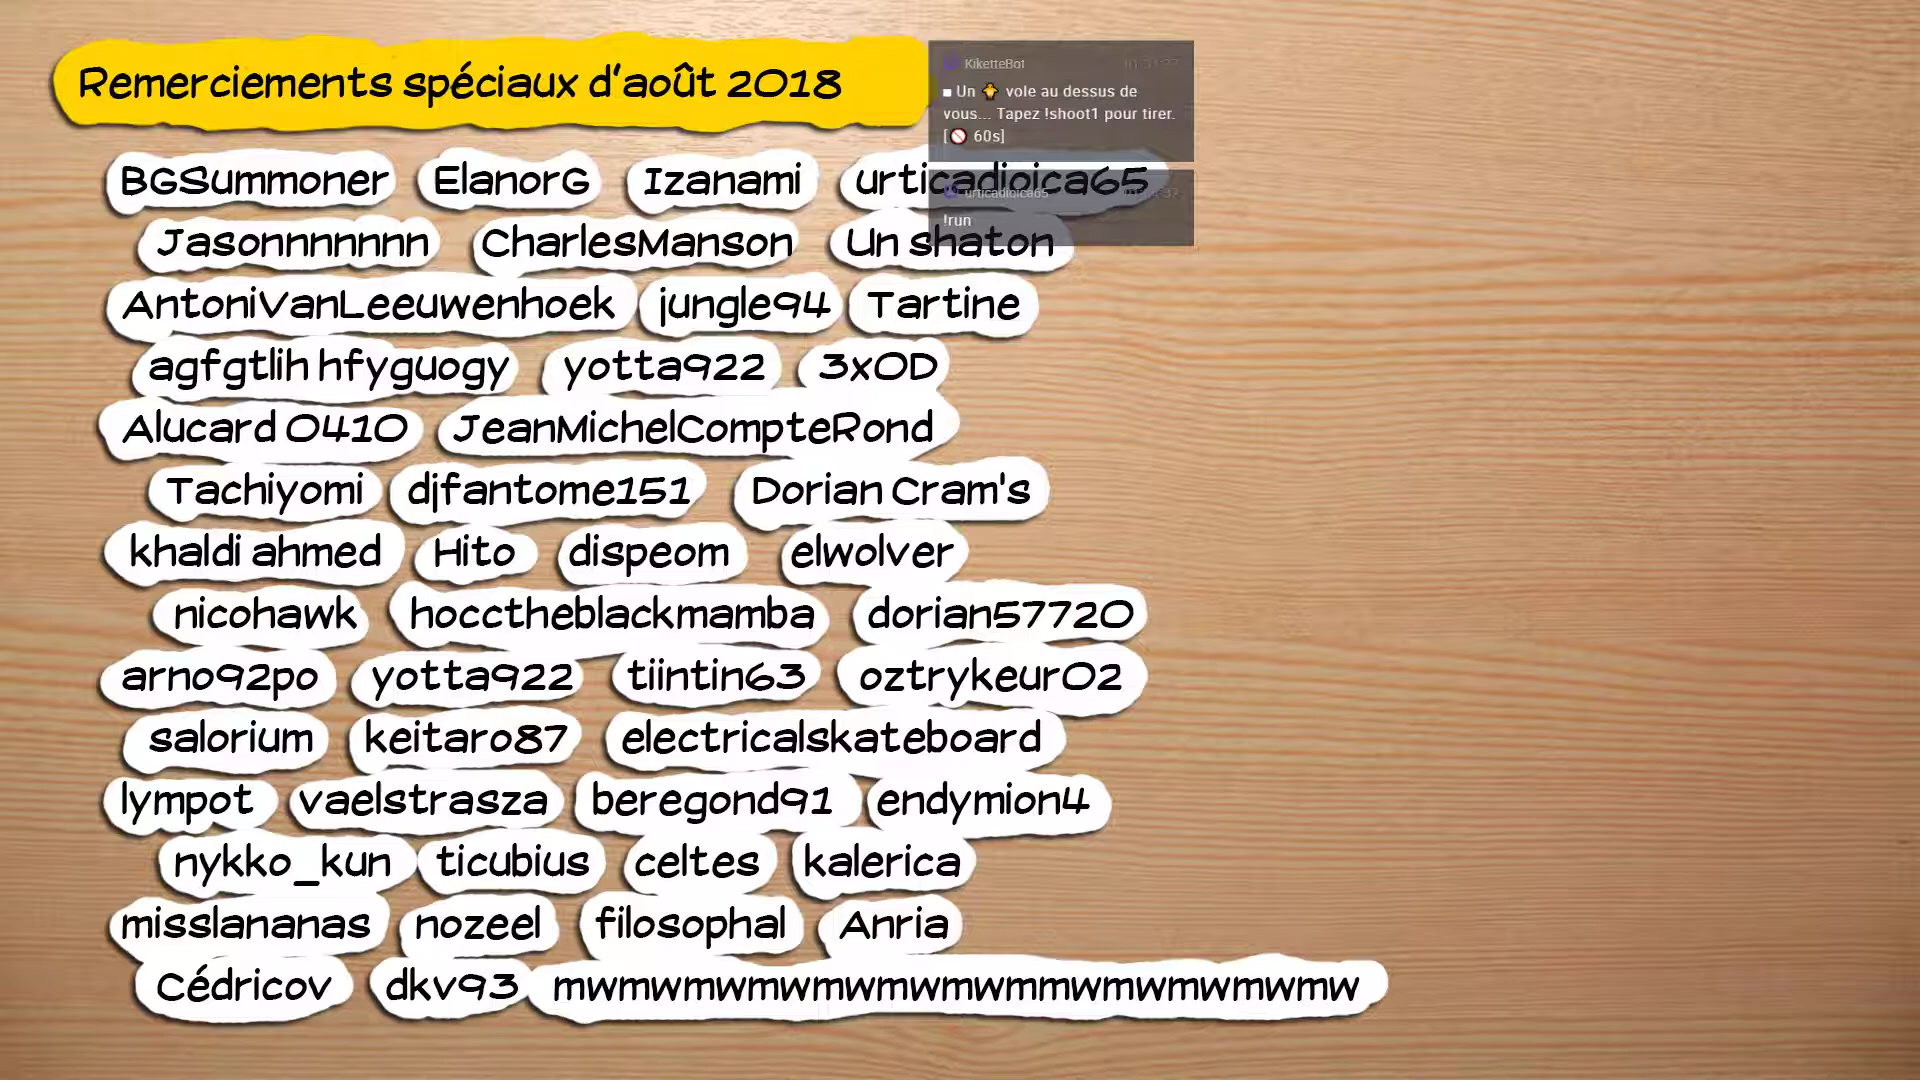 Remerciements spéciaux d'août 2018
KiketteBot
Un vole au dessus de
vous... Tapez !shoot1 pour tirer.
[ 60s]
BGSummoner ElanorG Izanami urticadioica65
urticadioica65
!run
Jasonnnnnnn CharlesManson Un shaton
AntoniVanLeeuwenhoek jungle94 Tartine
agfgtlih hfyguogy yotta922 3xOD
Alucard 0410 JeanMichelCompteRond
Tachiyomi djfantome151 Dorian Cram's
khaldi ahmed Hito dispeom elwolver
nicohawk hocctheblackmamba dorian57720
arno92po yotta922 tiintin63 oztrykeur02
salorium keitaro87 electricalskateboard
lympot vaelstrasza beregond91 endymion4
nykko_kun ticubius celtes kalerica
misslananas nozeel filosophal Anria
Cédricov dkv93 mwmwmwmwmwmwmwmmwmwmwmwmw